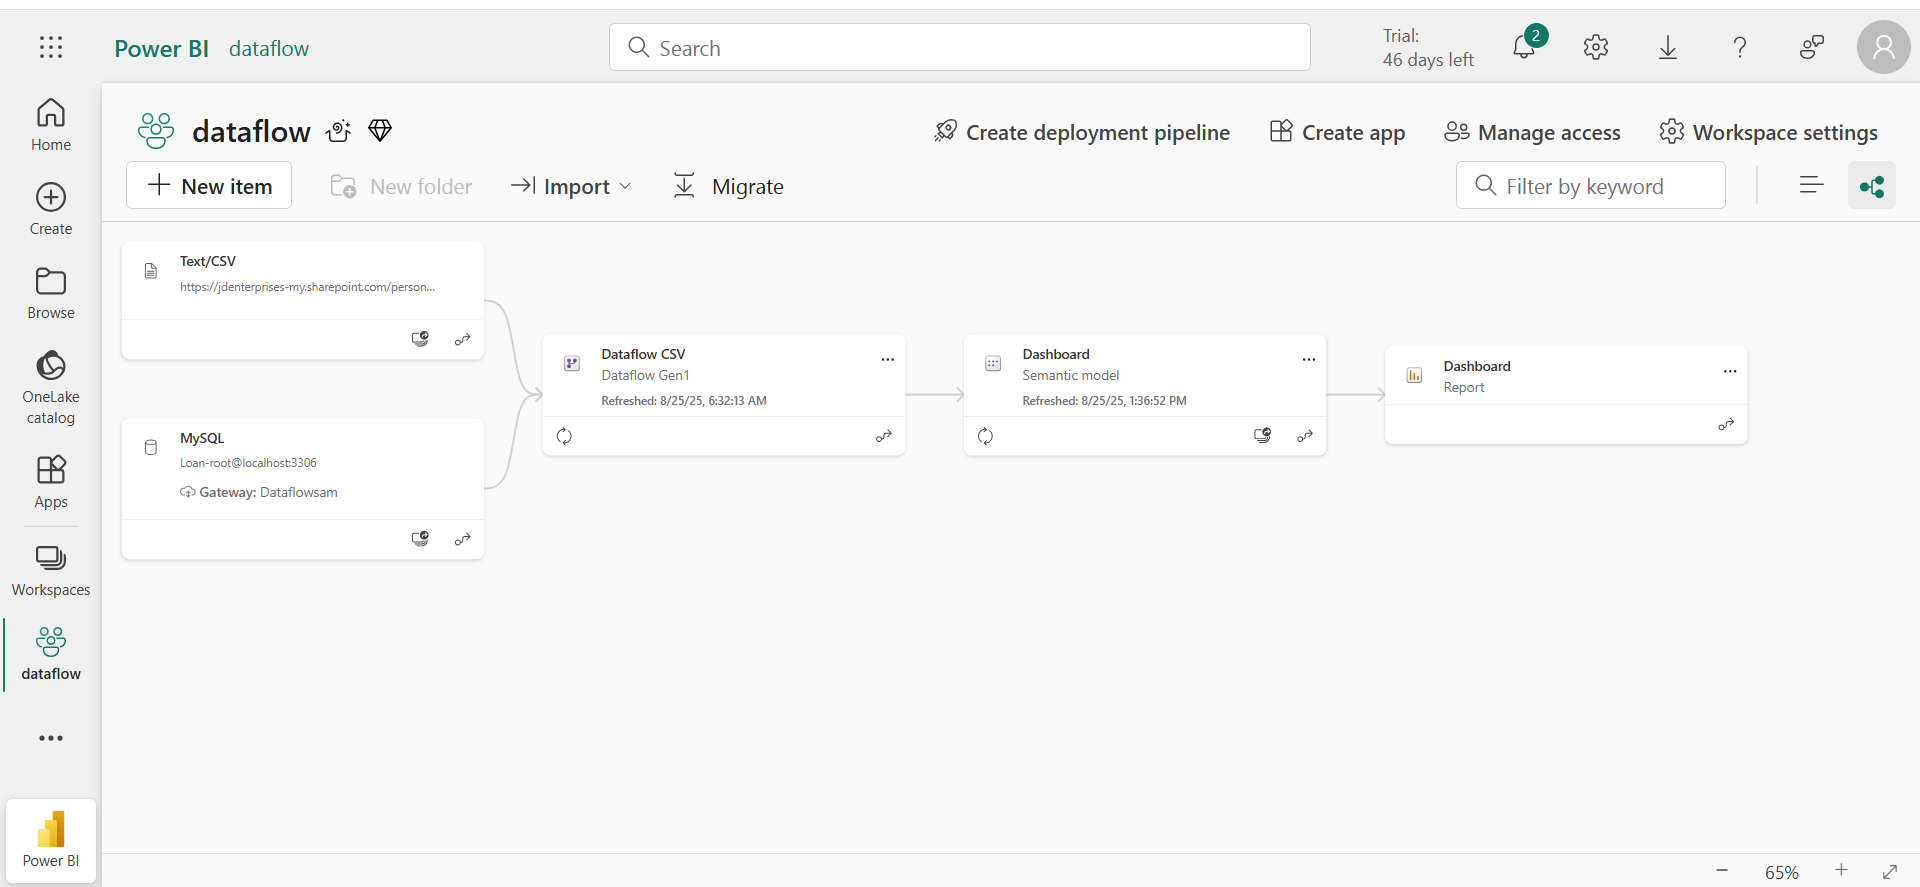 Power BI dataflow
Search
Trial:
46 days left
2
Home
Create
Browse
OneLake
catalog
Apps
Workspaces
dataflow
Power BI
dataflow
Create deployment pipeline
Create app
Manage access
Workspace settings
New item
New folder
Import
Migrate
Filter by keyword
Text/CSV
https://jdenterprises-my.sharepoint.com/person...
MySQL
Loan-root@localhost:3306
Gateway: Dataflowsam
Dataflow CSV
Dataflow Gen1
Refreshed: 8/25/25, 6:32:13 AM
Dashboard
Semantic model
Refreshed: 8/25/25, 1:36:52 PM
Dashboard
Report
65%